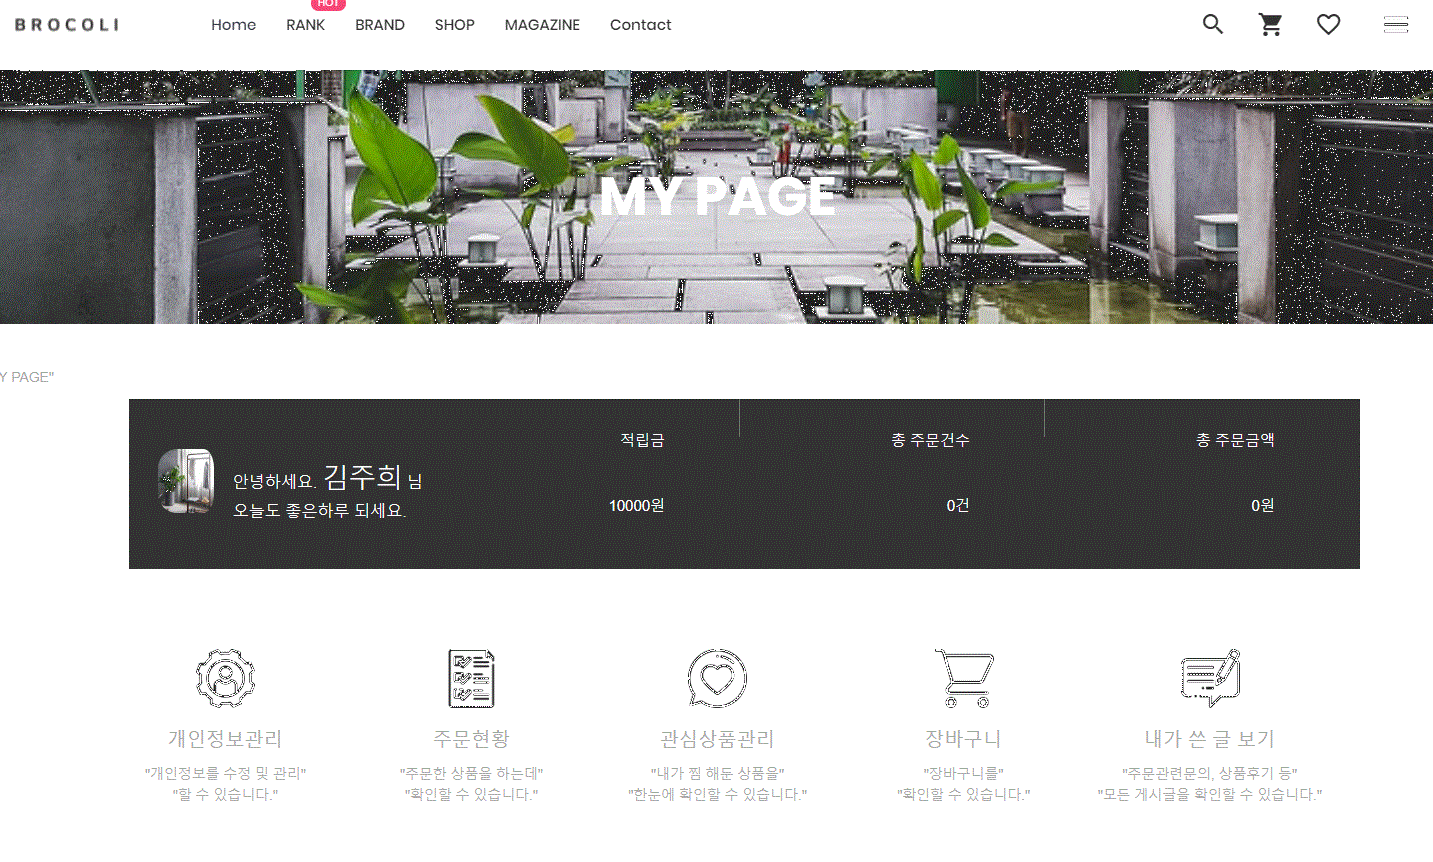 HOT
BROCOLI Home RANK BRAND SHOP MAGAZINE Contact
MY PAGE
Y PAGE"
적립금 총 주문건수 총 주문금액
안녕하세요. 김주희 님
오늘도 좋은하루 되세요.
10000원 0건 0원
개인정보관리 주문현황 관심상품관리 장바구니 내가 쓴 글 보기
"개인정보를 수정 및 관리" "주문한 상품을 하는데" "내가 찜 해둔 상품을" "장바구니를" "주문관련문의, 상품후기 등"
"할 수 있습니다." "확인할 수 있습니다." "한눈에 확인할 수 있습니다." "확인할 수 있습니다." "모든 게시글을 확인할 수 있습니다."